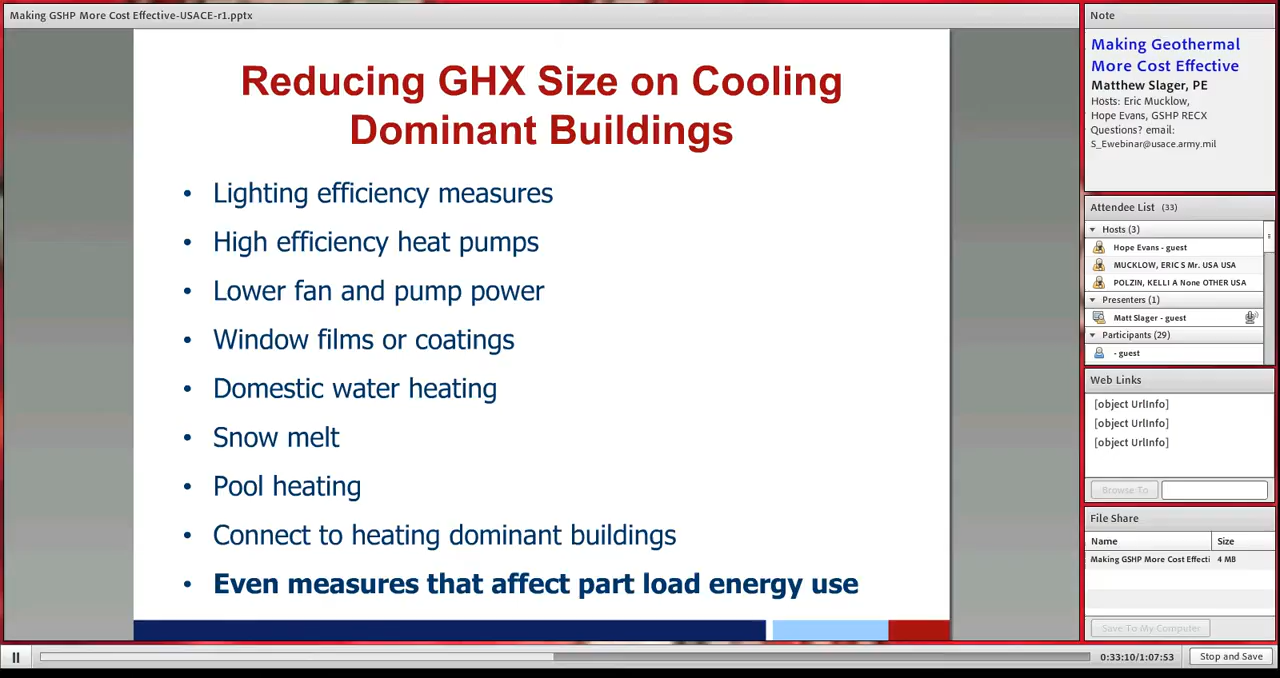 Making GSHP More Cost Effective-USACE-r1.pptx
Reducing GHX Size on Cooling
Dominant Buildings
• Lighting efficiency measures
• High efficiency heat pumps
• Lower fan and pump power
• Window films or coatings
• Domestic water heating
• Snow melt
• Pool heating
• Connect to heating dominant buildings
• Even measures that affect part load energy use
Note
Making Geothermal
More Cost Effective
Matthew Slager, PE
Hosts: Eric Mucklow,
Hope Evans, GSHP RECX
Questions? email:
S_Ewebinar@usace.army.mil
Attendee List (33)
Hosts (3)
Hope Evans - guest
MUCKLOW, ERIC S Mr. USA USA
POLZIN, KELLI A None OTHER USA
Presenters (1)
Matt Slager - guest
Participants (29)
- guest
Web Links
[object UrlInfo]
[object UrlInfo]
[object UrlInfo]
Browse To
File Share
Name Size
Making GSHP More Cost Effecti 4 MB
Save To My Computer
0:33:10/1:07:53 Stop and Save